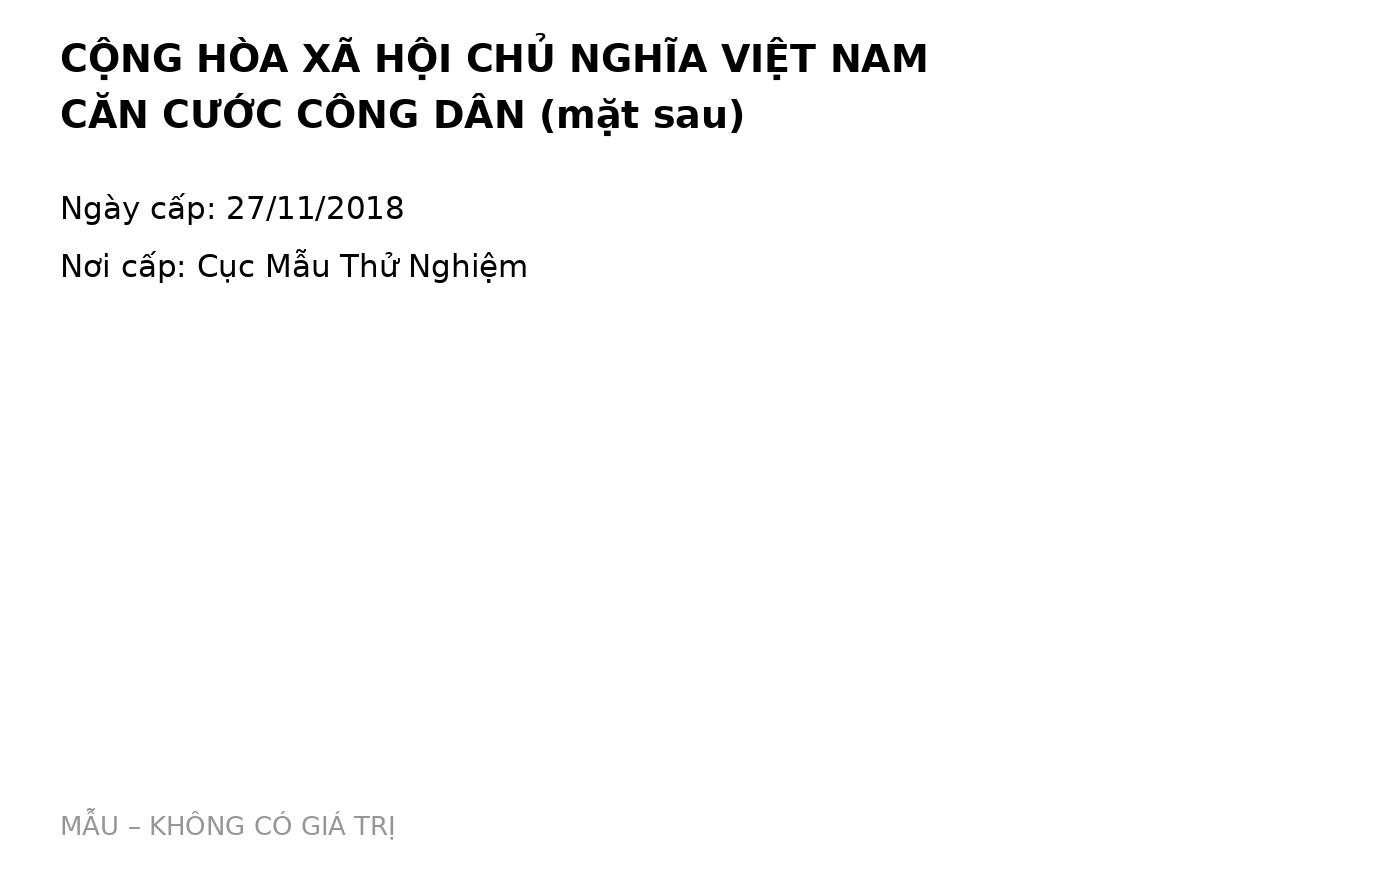 CỘNG HÒA XÃ HỘI CHỦ NGHĨA VIỆT NAM
CĂN CƯỚC CÔNG DÂN (mặt sau)
Ngày cấp: 27/11/2018
Nơi cấp: Cục Mẫu Thử Nghiệm
MẪU – KHÔNG CÓ GIÁ TRỊ